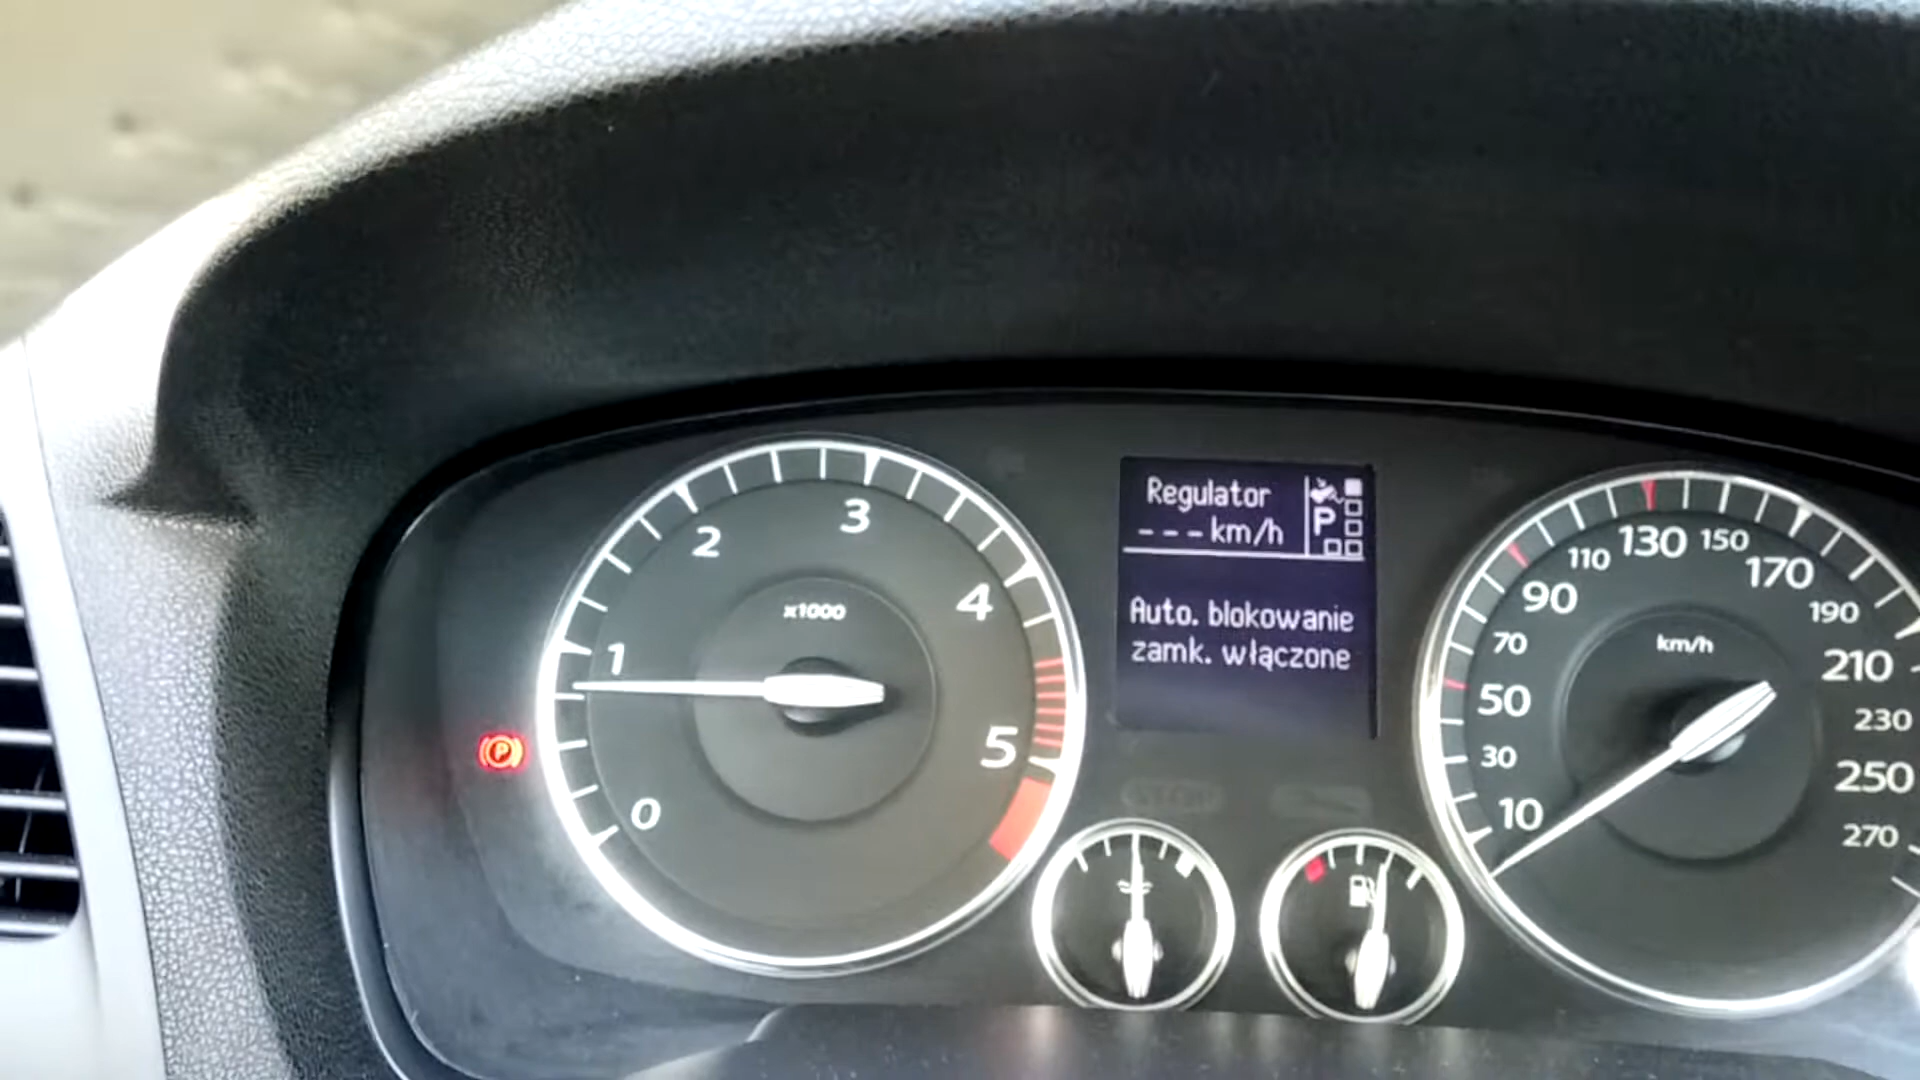 Regulator
- - - km/h
P
Auto. blokowanie
zamk. włączone
0
1
2
3
4
5
x1000
P
10
30
50
70
90
110
130
150
170
190
210
230
250
270
km/h